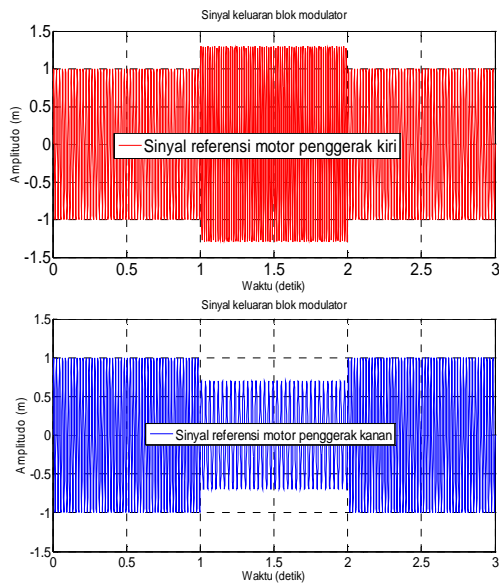 Sinyal keluaran blok modulator
1.5
1
0.5
0
-0.5
-1
-1.5
Amplitudo (m)
Sinyal referensi motor penggerak kiri
0 0.5 1 1.5 2 2.5 3
Waktu (detik)
Sinyal keluaran blok modulator
1.5
1
0.5
0
-0.5
-1
-1.5
Amplitudo (m)
Sinyal referensi motor penggerak kanan
0 0.5 1 1.5 2 2.5 3
Waktu (detik)